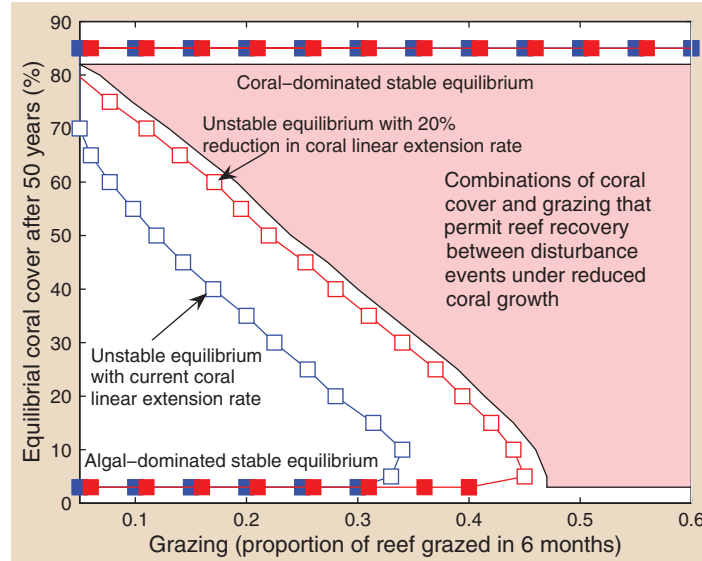 Equilibrial coral cover after 50 years (%)
90
80
70
60
50
40
30
20
10
0
Coral–dominated stable equilibrium
Unstable equilibrium with 20%
reduction in coral linear extension rate
Combinations of coral
cover and grazing that
permit reef recovery
between disturbance
events under reduced
coral growth
Unstable equilibrium
with current coral
linear extension rate
Algal–dominated stable equilibrium
0.1
0.2
0.3
0.4
0.5
0.6
Grazing (proportion of reef grazed in 6 months)